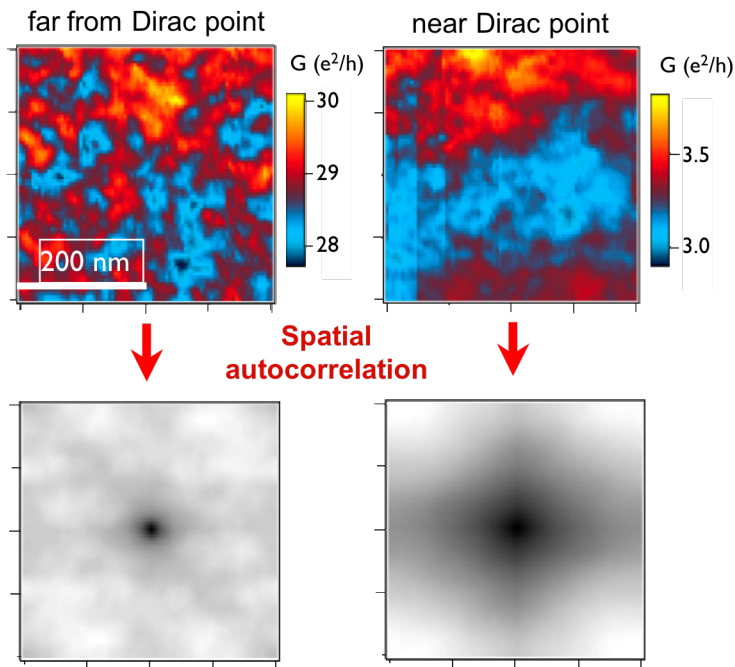 far from Dirac point
near Dirac point
G (e²/h)
G (e²/h)
30
29
28
3.5
3.0
200 nm
Spatial
autocorrelation